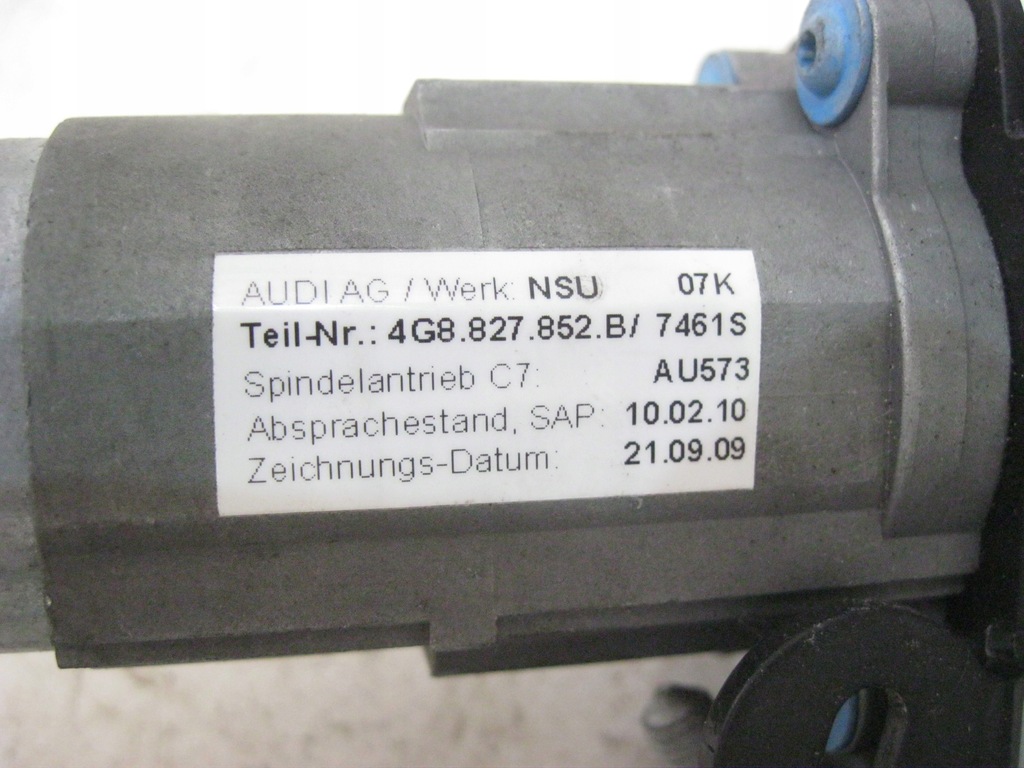 AUDI AG / Werk: NSU 07K
Teil-Nr.: 4G8.827.852.B/ 7461S
Spindelantrieb C7: AU573
Absprachestand, SAP: 10.02.10
Zeichnungs-Datum: 21.09.09